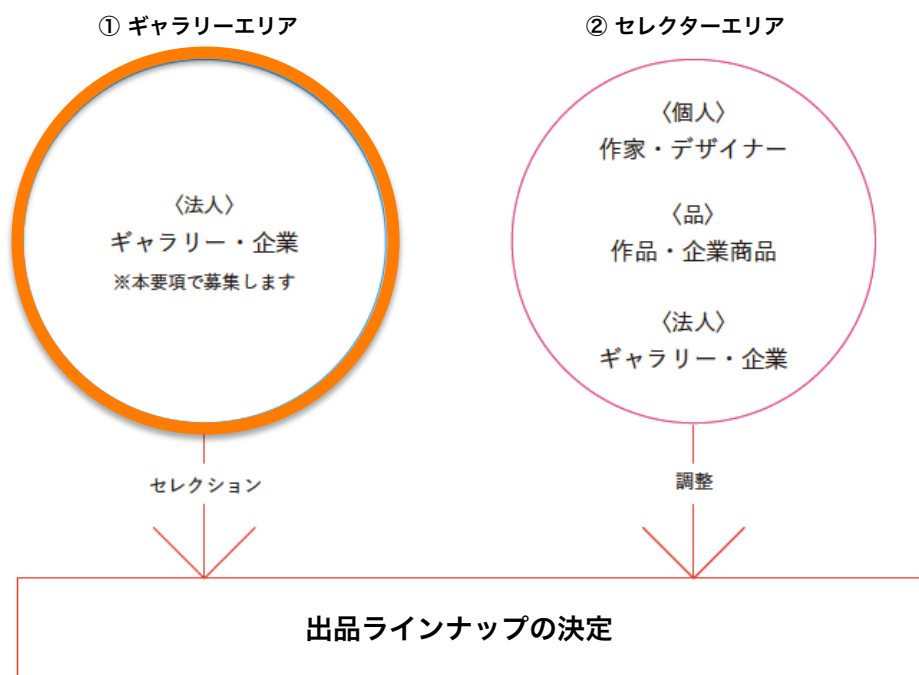 ① ギャラリーエリア
〈法人〉
ギャラリー・企業
※本要項で募集します
セレクション
② セレクターエリア
〈個人〉
作家・デザイナー
〈品〉
作品・企業商品
〈法人〉
ギャラリー・企業
調整
出品ラインナップの決定